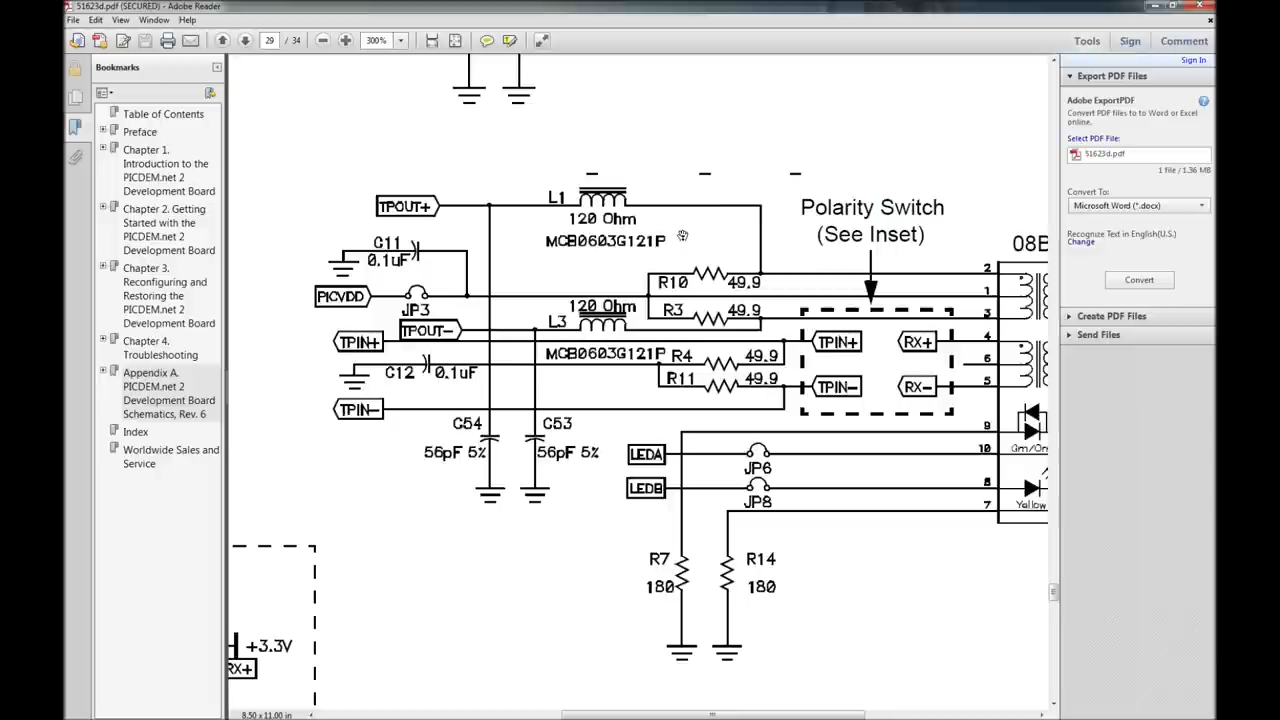 51623d.pdf (SECURED) - Adobe Reader
File Edit View Window Help
29 / 34 300% Tools Sign Comment
Bookmarks
Table of Contents
Preface
Chapter 1.
Introduction to the
PICDEM.net 2
Development Board
Chapter 2. Getting
Started with the
PICDEM.net 2
Development Board
Chapter 3.
Reconfiguring and
Restoring the
PICDEM.net 2
Development Board
Chapter 4.
Troubleshooting
Appendix A.
PICDEM.net 2
Development Board
Schematics, Rev. 6
Index
Worldwide Sales and
Service
TPOUT+ L1
120 Ohm
MCB0603G121P
Polarity Switch
(See Inset)
08B
C11
0.1uF
R10 49.9 2
PICVDD 1
JP3
120 Ohm
R3 49.9 3
TPOUT- L3
TPIN+ TPIN+ RX+ 4
MCB0603G121P R4 49.9 6
C12 0.1uF
R11 49.9 TPIN- RX- 5
TPIN-
C54 C53 9
56pF 5% 56pF 5%
LEDA JP6 10
Grn/Or
LEDB JP8 8
7
Yellow
R7 R14
180 180
+3.3V
RX+
8.50 x 11.00 in
Sign In
Export PDF Files
Adobe ExportPDF
Convert PDF files to to Word or Excel
online.
Select PDF File:
51623d.pdf
1 file / 1.36 MB
Convert To:
Microsoft Word (*.docx)
Recognize Text in English(U.S.)
Change
Convert
Create PDF Files
Send Files